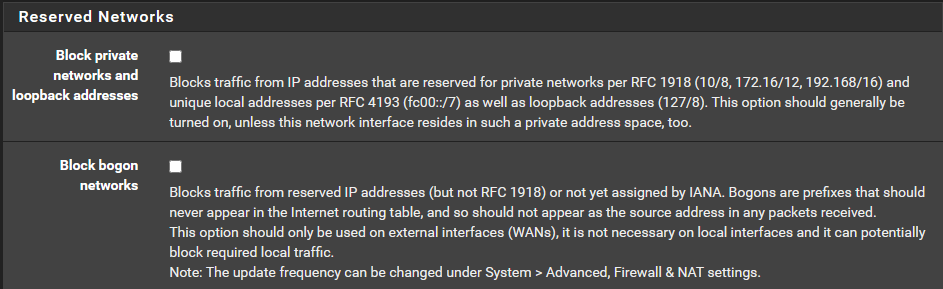 Reserved Networks
Block private
networks and
loopback addresses
Blocks traffic from IP addresses that are reserved for private networks per RFC 1918 (10/8, 172.16/12, 192.168/16) and
unique local addresses per RFC 4193 (fc00::/7) as well as loopback addresses (127/8). This option should generally be
turned on, unless this network interface resides in such a private address space, too.
Block bogon
networks
Blocks traffic from reserved IP addresses (but not RFC 1918) or not yet assigned by IANA. Bogons are prefixes that should
never appear in the Internet routing table, and so should not appear as the source address in any packets received.
This option should only be used on external interfaces (WANs), it is not necessary on local interfaces and it can potentially
block required local traffic.
Note: The update frequency can be changed under System > Advanced, Firewall & NAT settings.